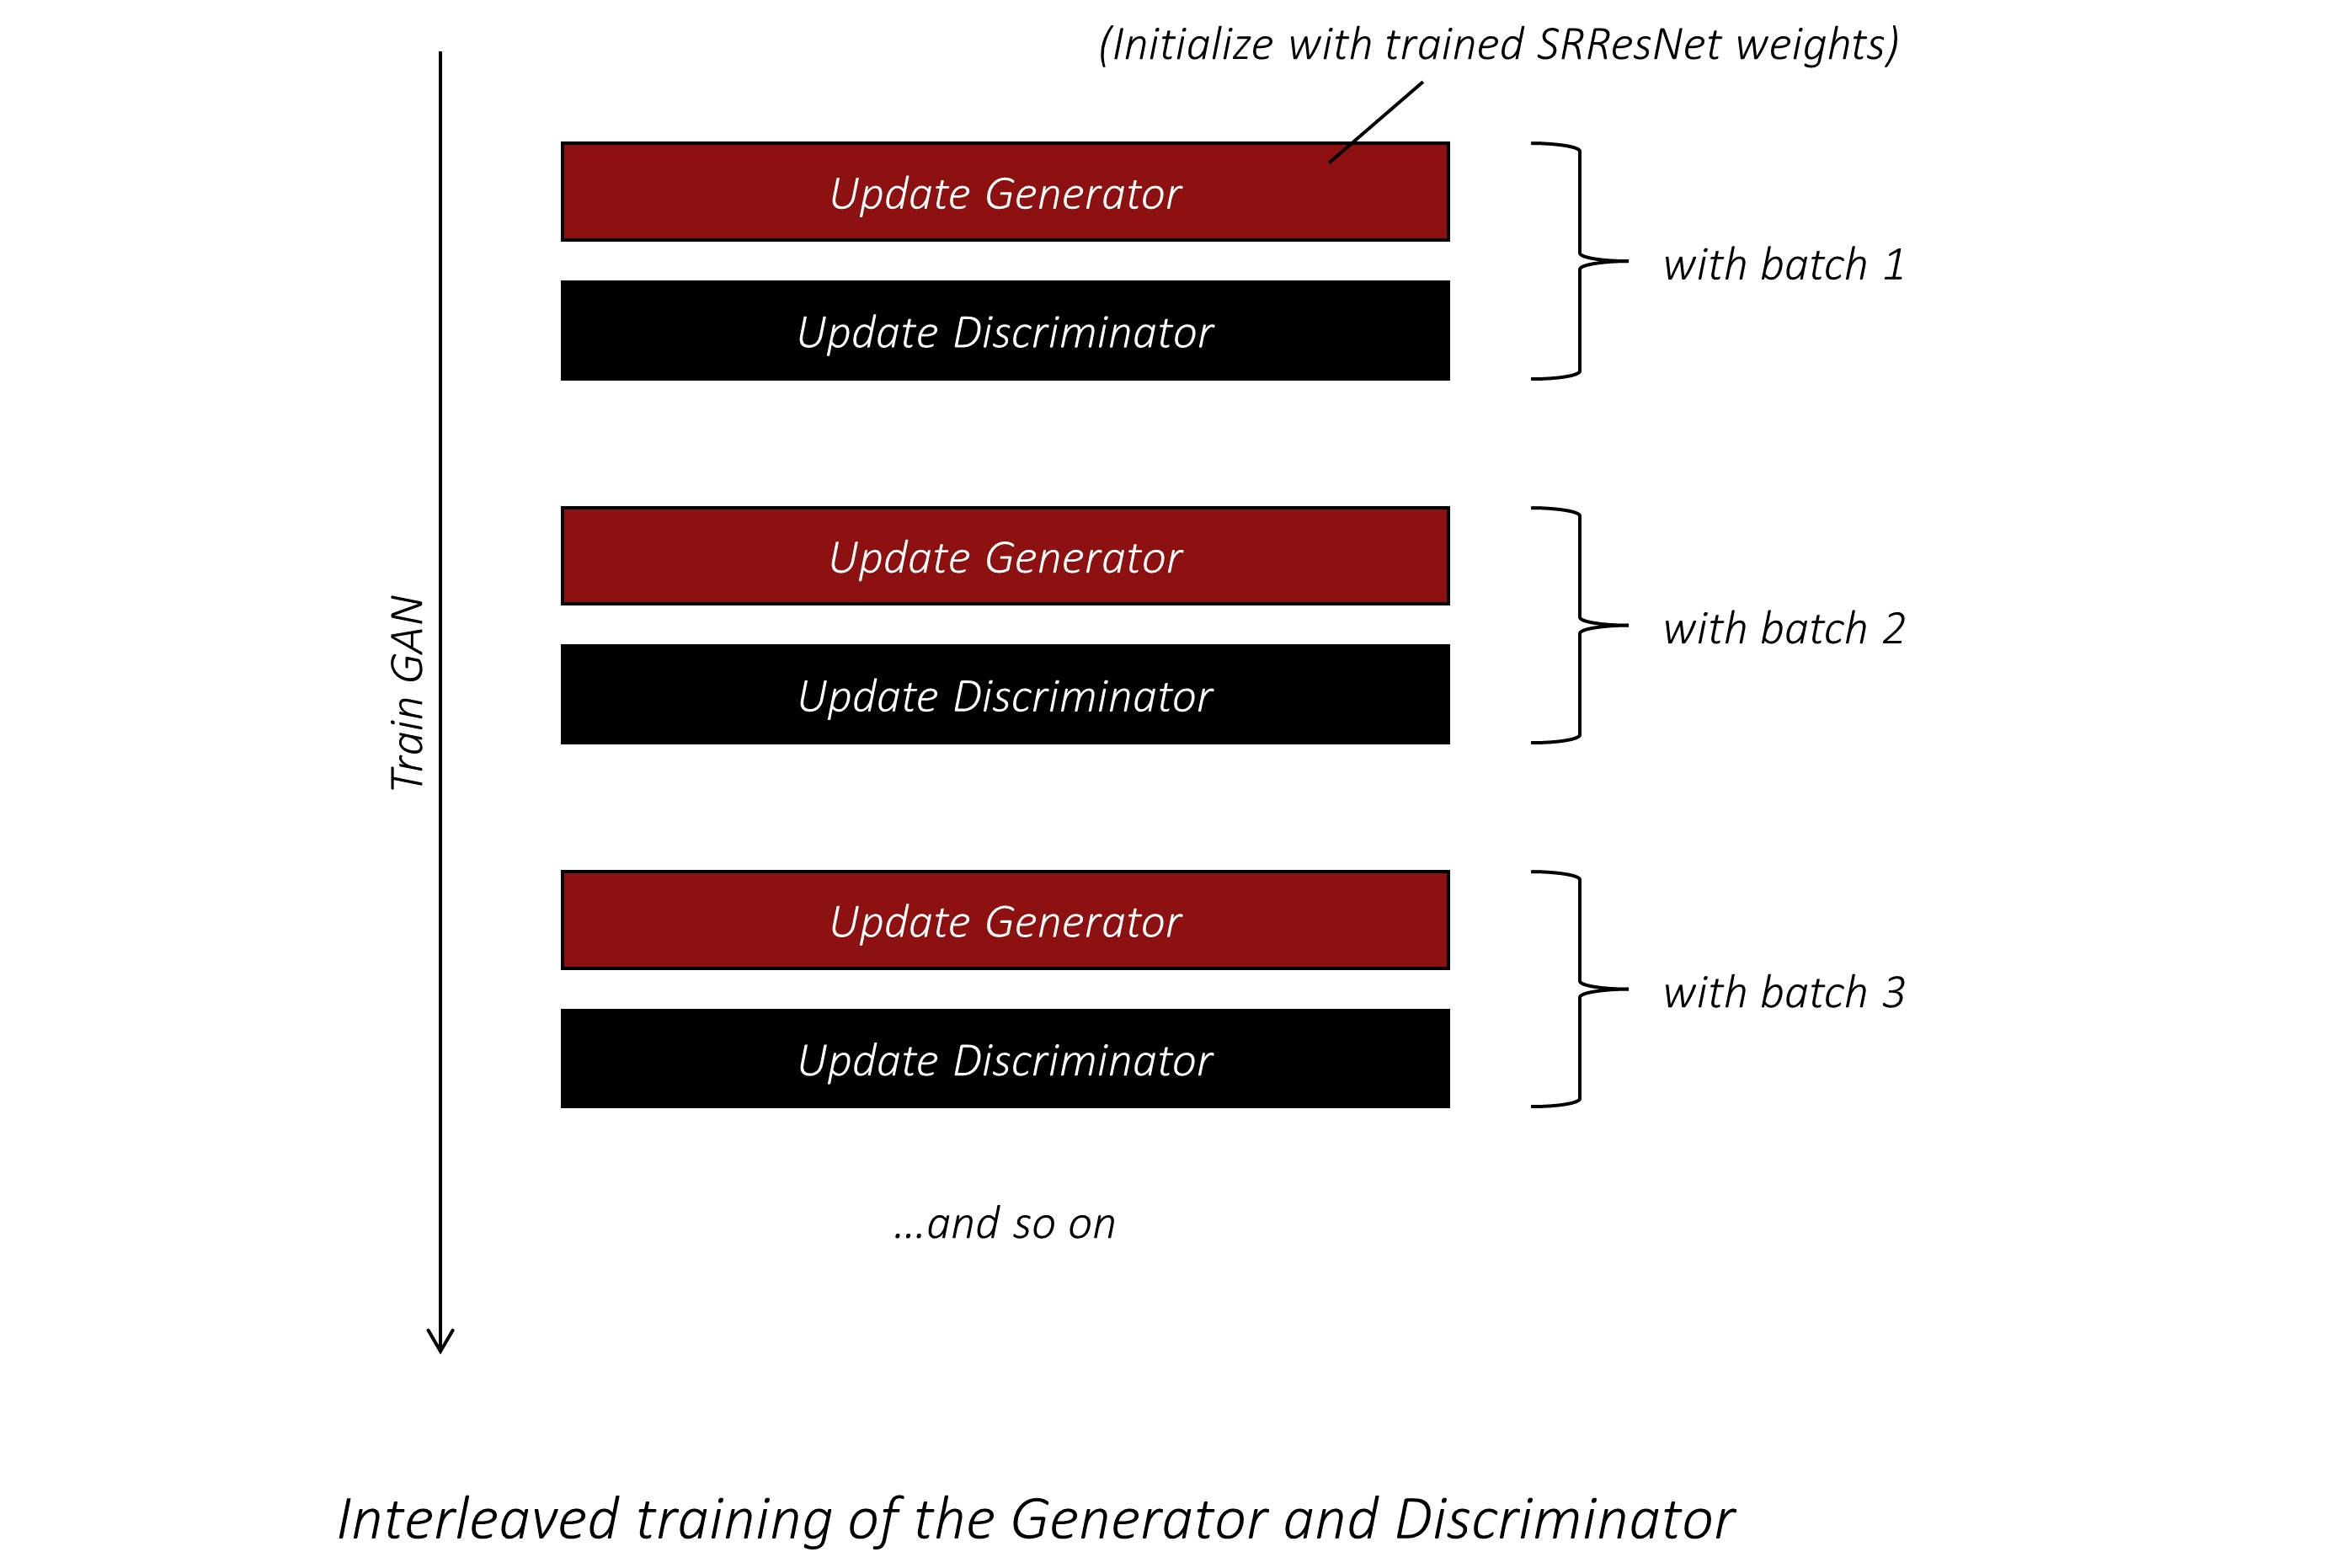 (Initialize with trained SRResNet weights)
Update Generator
Update Discriminator
with batch 1
Train GAN
Update Generator
Update Discriminator
with batch 2
Update Generator
Update Discriminator
with batch 3
...and so on
Interleaved training of the Generator and Discriminator